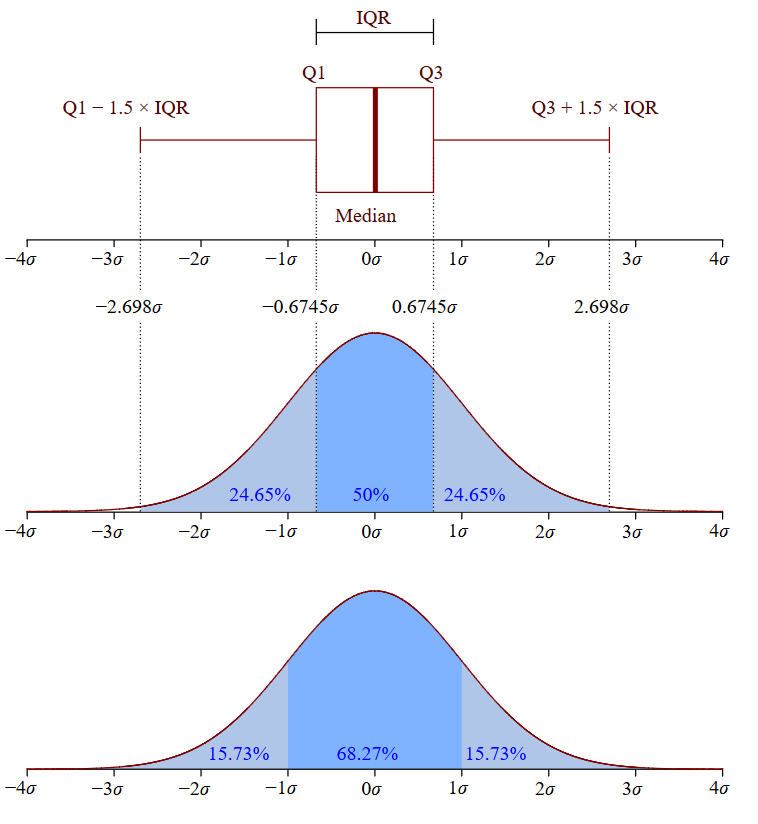 IQR
Q1 Q3
Q1 − 1.5 × IQR Q3 + 1.5 × IQR
Median
−4σ −3σ −2σ −1σ 0σ 1σ 2σ 3σ 4σ
−2.698σ −0.6745σ 0.6745σ 2.698σ
24.65% 50% 24.65%
−4σ −3σ −2σ −1σ 0σ 1σ 2σ 3σ 4σ
15.73% 68.27% 15.73%
−4σ −3σ −2σ −1σ 0σ 1σ 2σ 3σ 4σ